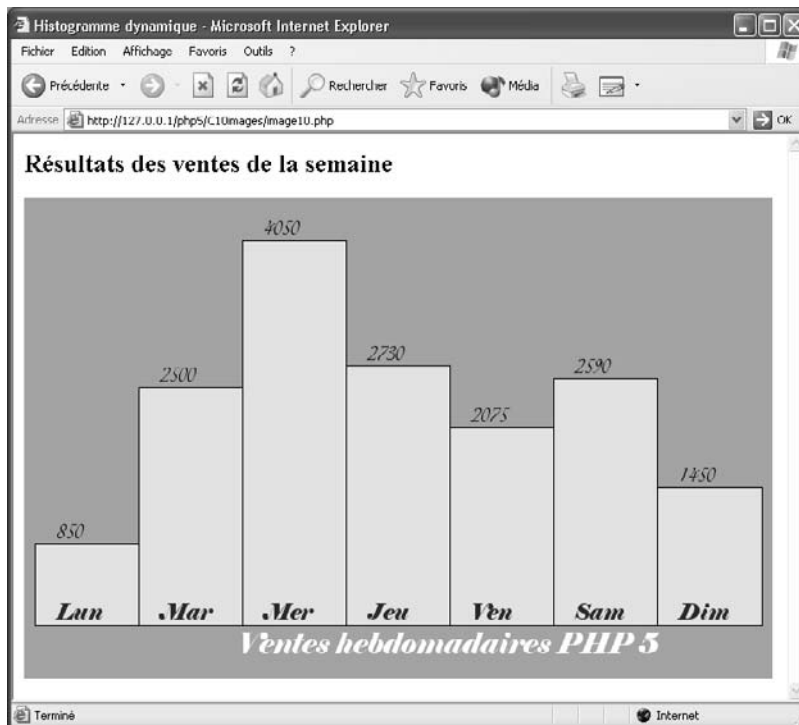 Histogramme dynamique - Microsoft Internet Explorer
Fichier Edition Affichage Favoris Outils ?
Précédente Rechercher Favoris Média
Adresse http://127.0.0.1/php5/C10images/image10.php OK
Résultats des ventes de la semaine
4050
2730
2590
2500
2075
1450
850
Lun Mar Mer Jeu Ven Sam Dim
Ventes hebdomadaires PHP 5
Terminé Internet